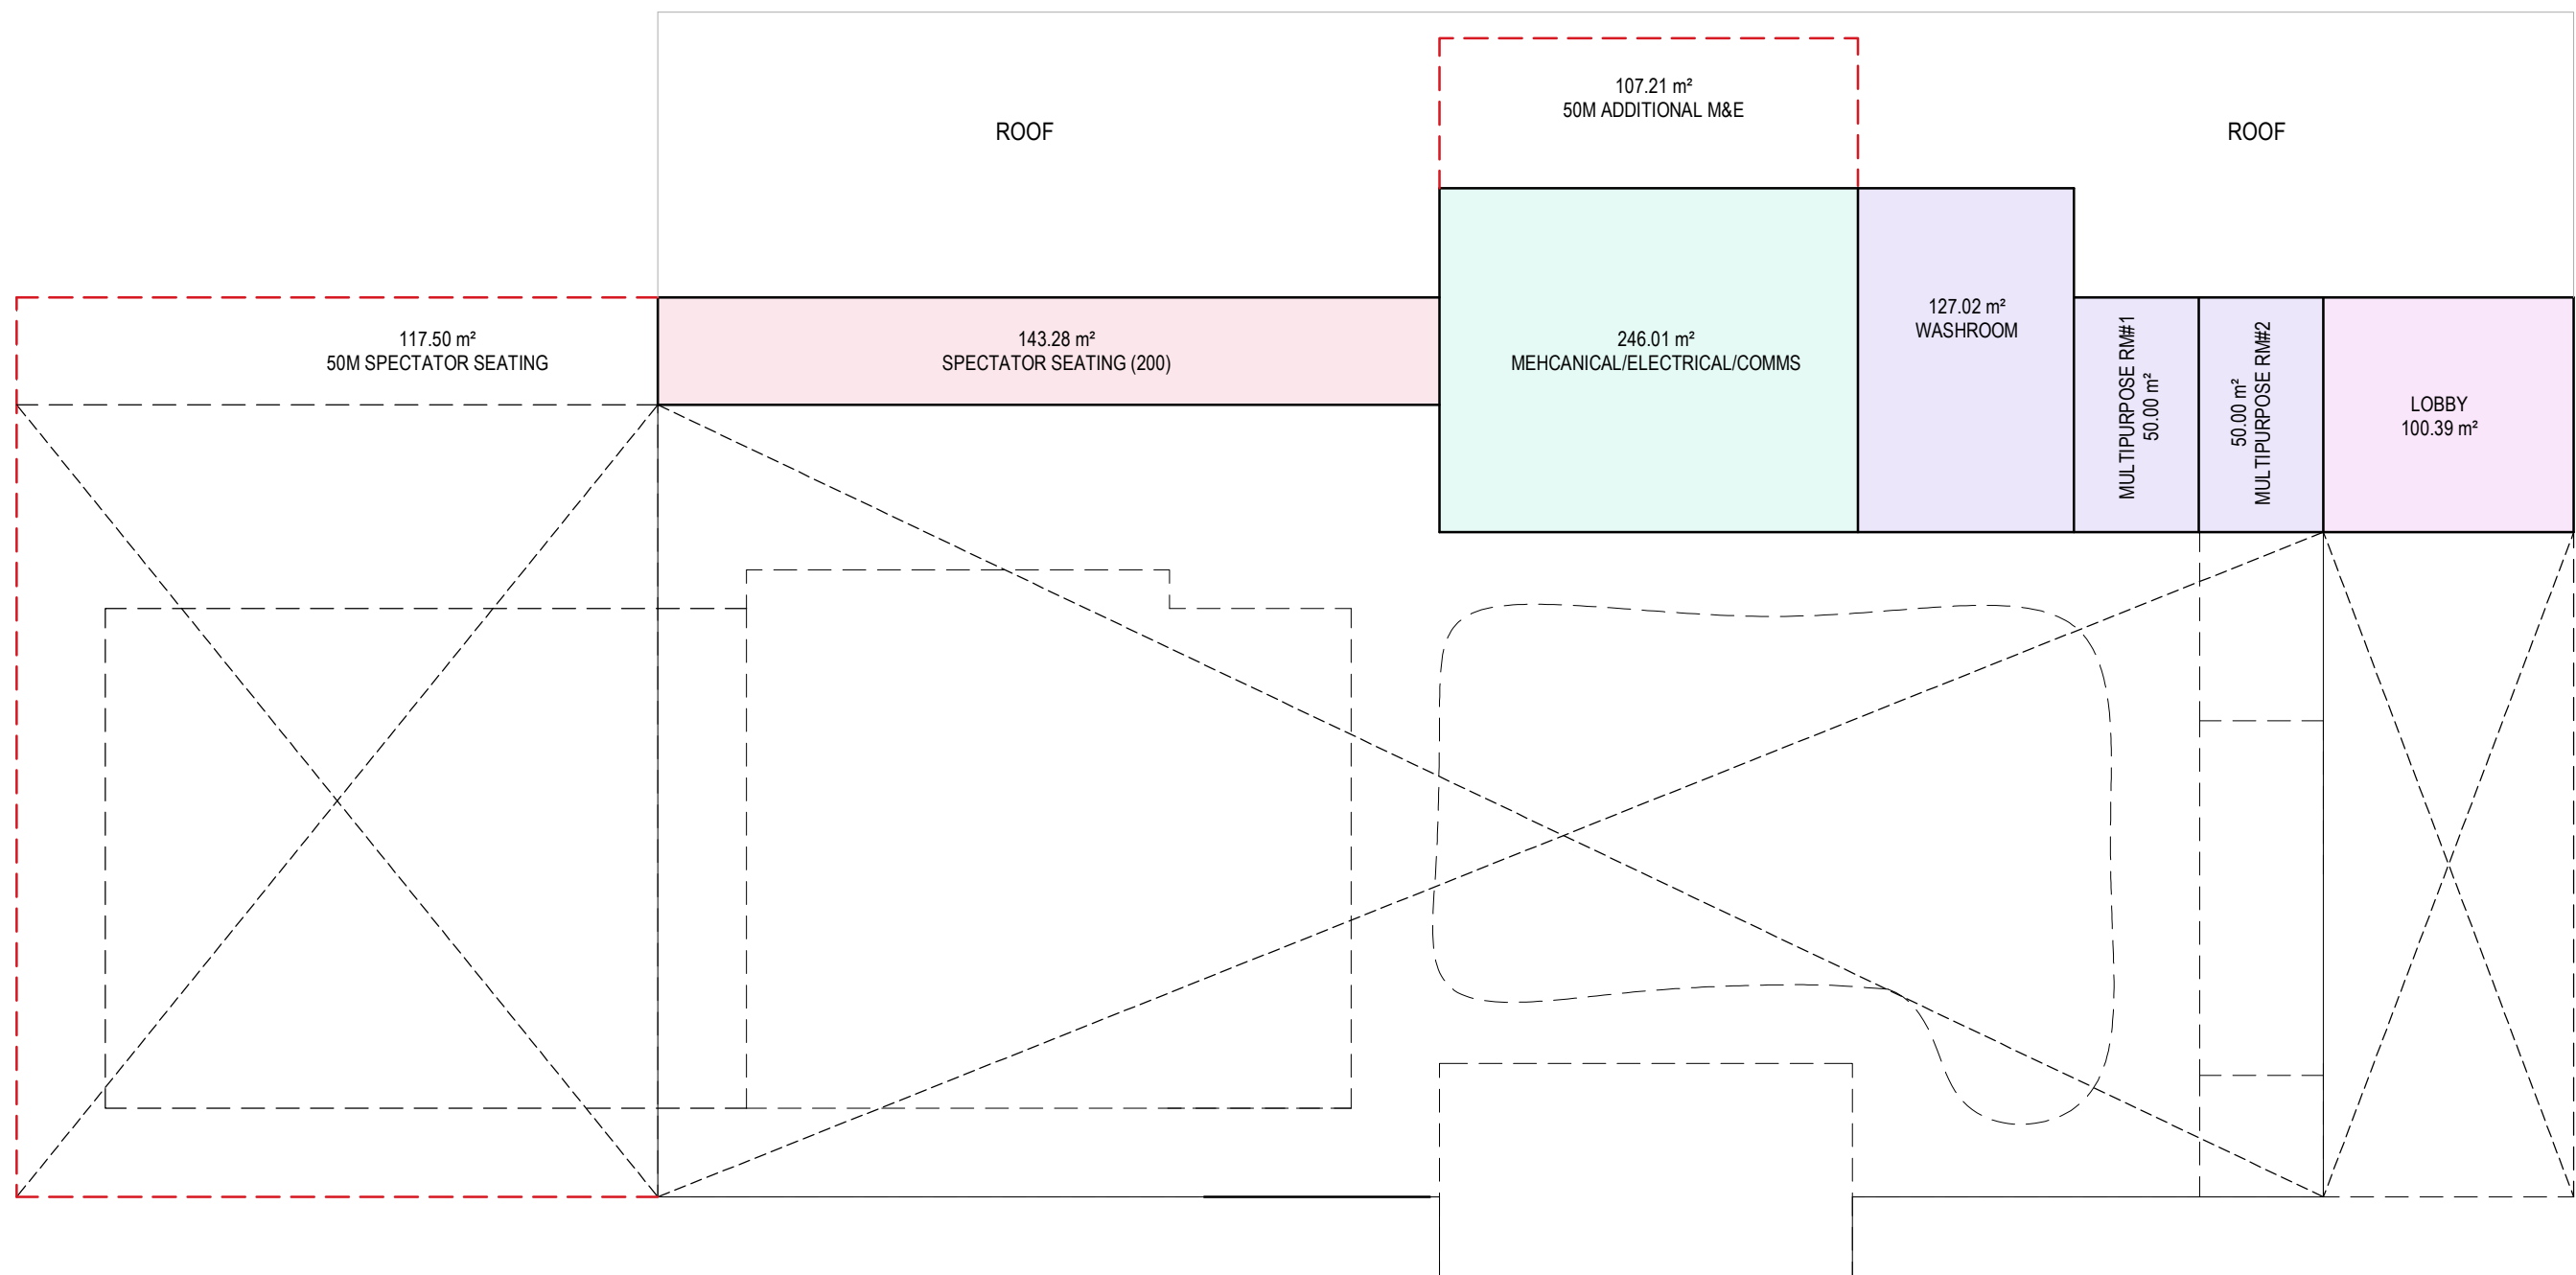 107.21 m²
50M ADDITIONAL M&E
ROOF
ROOF
117.50 m²
50M SPECTATOR SEATING
143.28 m²
SPECTATOR SEATING (200)
246.01 m²
MEHCANICAL/ELECTRICAL/COMMS
127.02 m²
WASHROOM
MULTIPURPOSE RM#1
50.00 m²
50.00 m²
MULTIPURPOSE RM#2
LOBBY
100.39 m²